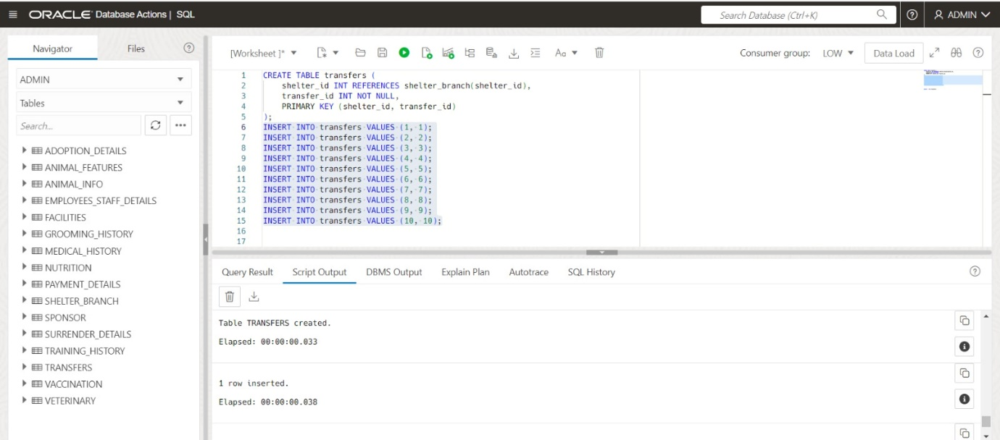 ORACLE Database Actions | SQL
Search Database (Ctrl+K)
ADMIN
Navigator
Files
ADMIN
Tables
Search...
ADOPTION_DETAILS
ANIMAL_FEATURES
ANIMAL_INFO
EMPLOYEES_STAFF_DETAILS
FACILITIES
GROOMING_HISTORY
MEDICAL_HISTORY
NUTRITION
PAYMENT_DETAILS
SHELTER_BRANCH
SPONSOR
SURRENDER_DETAILS
TRAINING_HISTORY
TRANSFERS
VACCINATION
VETERINARY
[Worksheet ]*
Aa
Consumer group: LOW
Data Load
1 CREATE TABLE transfers (
2 shelter_id INT REFERENCES shelter_branch(shelter_id),
3 transfer_id INT NOT NULL,
4 PRIMARY KEY (shelter_id, transfer_id)
5 );
6 INSERT INTO transfers VALUES (1, 1);
7 INSERT INTO transfers VALUES (2, 2);
8 INSERT INTO transfers VALUES (3, 3);
9 INSERT INTO transfers VALUES (4, 4);
10 INSERT INTO transfers VALUES (5, 5);
11 INSERT INTO transfers VALUES (6, 6);
12 INSERT INTO transfers VALUES (7, 7);
13 INSERT INTO transfers VALUES (8, 8);
14 INSERT INTO transfers VALUES (9, 9);
15 INSERT INTO transfers VALUES (10, 10);
16
17
Query Result
Script Output
DBMS Output
Explain Plan
Autotrace
SQL History
Table TRANSFERS created.
Elapsed: 00:00:00.033
1 row inserted.
Elapsed: 00:00:00.038